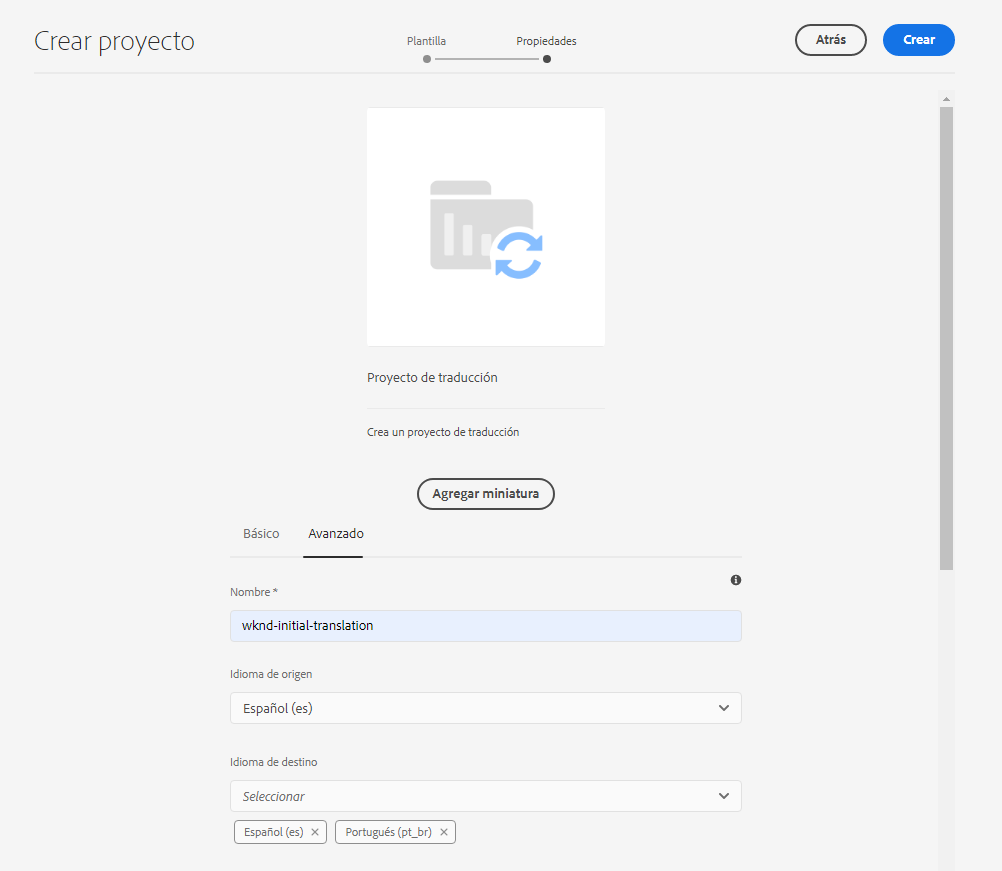 Crear proyecto
Plantilla
Propiedades
Atrás
Crear
Proyecto de traducción
Crea un proyecto de traducción
Agregar miniatura
Básico
Avanzado
Nombre *
wknd-initial-translation
Idioma de origen
Español (es)
Idioma de destino
Seleccionar
Español (es) ×
Portugués (pt_br) ×